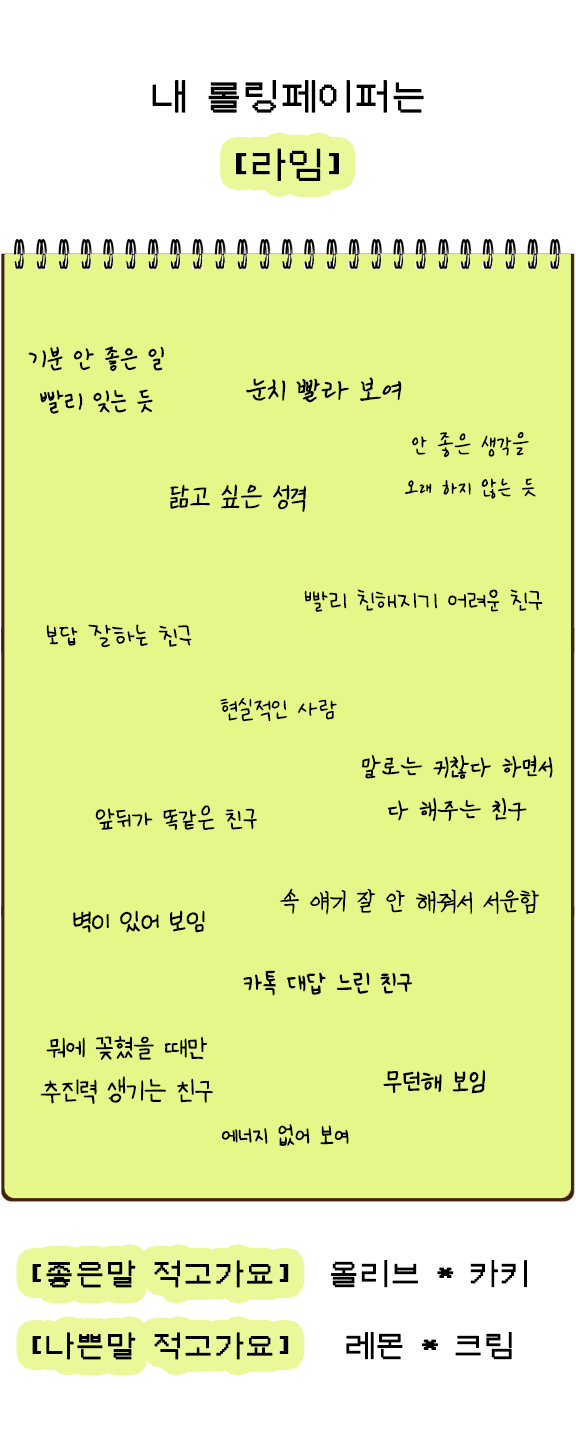 내 롤링페이퍼는
[라임]
기분 안 좋은 일
빨리 잊는 듯
눈치 빨라 보여
안 좋은 생각을
오래 하지 않는 듯
닮고 싶은 성격
빨리 친해지기 어려운 친구
보답 잘하는 친구
현실적인 사람
말로는 귀찮다 하면서
다 해주는 친구
앞뒤가 똑같은 친구
속 얘기 잘 안 해줘서 서운함
벽이 있어 보임
카톡 대답 느린 친구
뭐에 꽂혔을 때만
추진력 생기는 친구
무던해 보임
에너지 없어 보여
[좋은말 적고가요] 올리브 * 카키
[나쁜말 적고가요] 레몬 * 크림